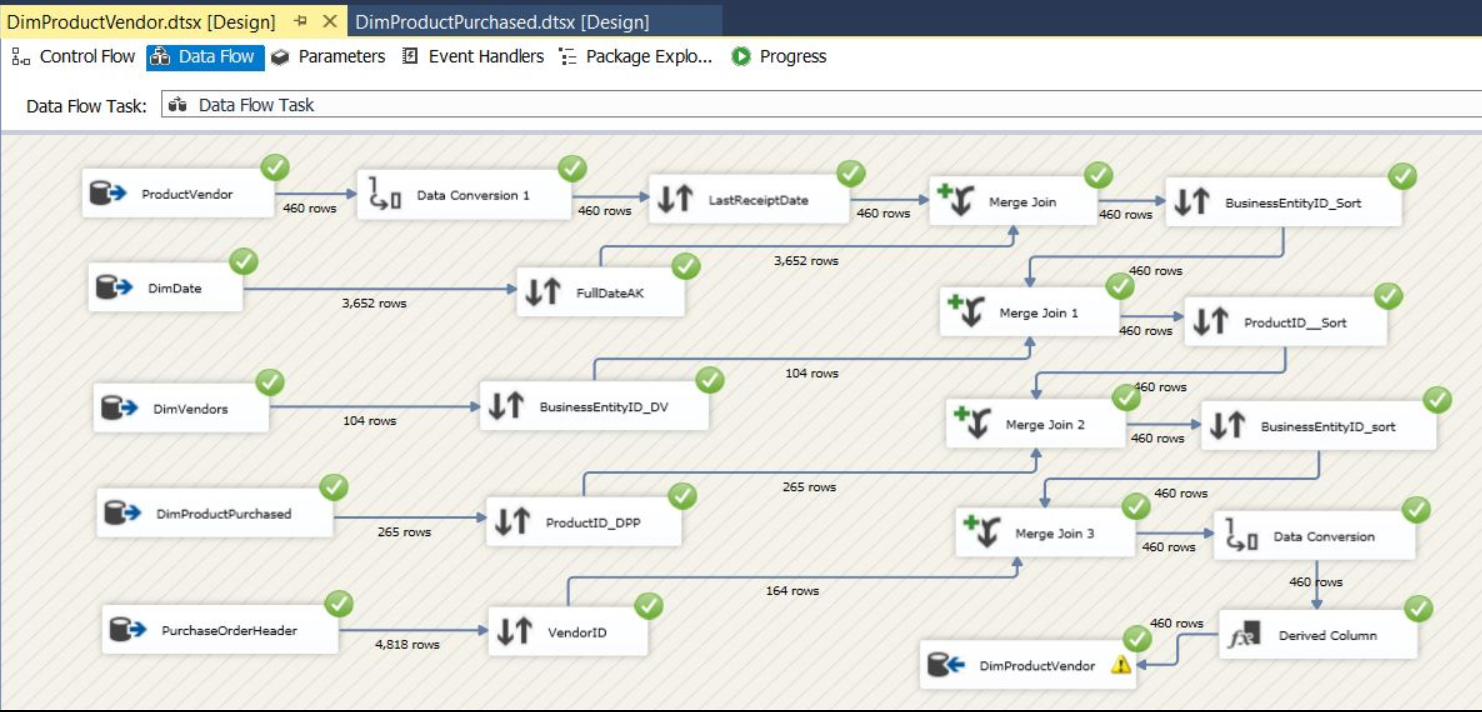 DimProductVendor.dtsx [Design] DimProductPurchased.dtsx [Design]
Control Flow Data Flow Parameters Event Handlers Package Explo... Progress
Data Flow Task: Data Flow Task
ProductVendor 460 rows Data Conversion 1 460 rows LastReceiptDate 460 rows Merge Join 460 rows BusinessEntityID_Sort
3,652 rows 460 rows
DimDate 3,652 rows FullDateAK
Merge Join 1 460 rows ProductID__Sort
104 rows 460 rows
DimVendors 104 rows BusinessEntityID_DV
Merge Join 2 460 rows BusinessEntityID_sort
265 rows 460 rows
DimProductPurchased 265 rows ProductID_DPP
Merge Join 3 460 rows Data Conversion
164 rows 460 rows
PurchaseOrderHeader 4,818 rows VendorID
460 rows Derived Column
DimProductVendor